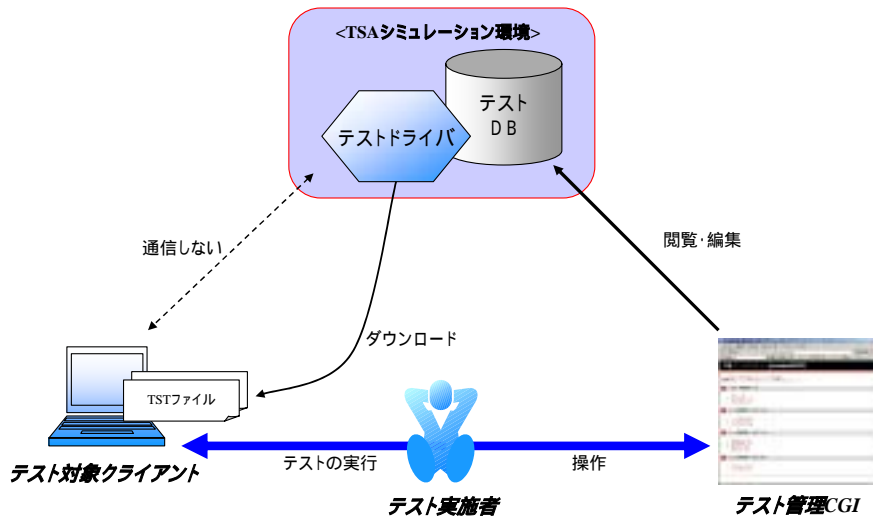 <TSAシミュレーション環境>
テスト
DB
テストドライバ
通信しない
閲覧・編集
ダウンロード
TSTファイル
テストの実行
操作
テスト対象クライアント
テスト実施者
テスト管理CGI